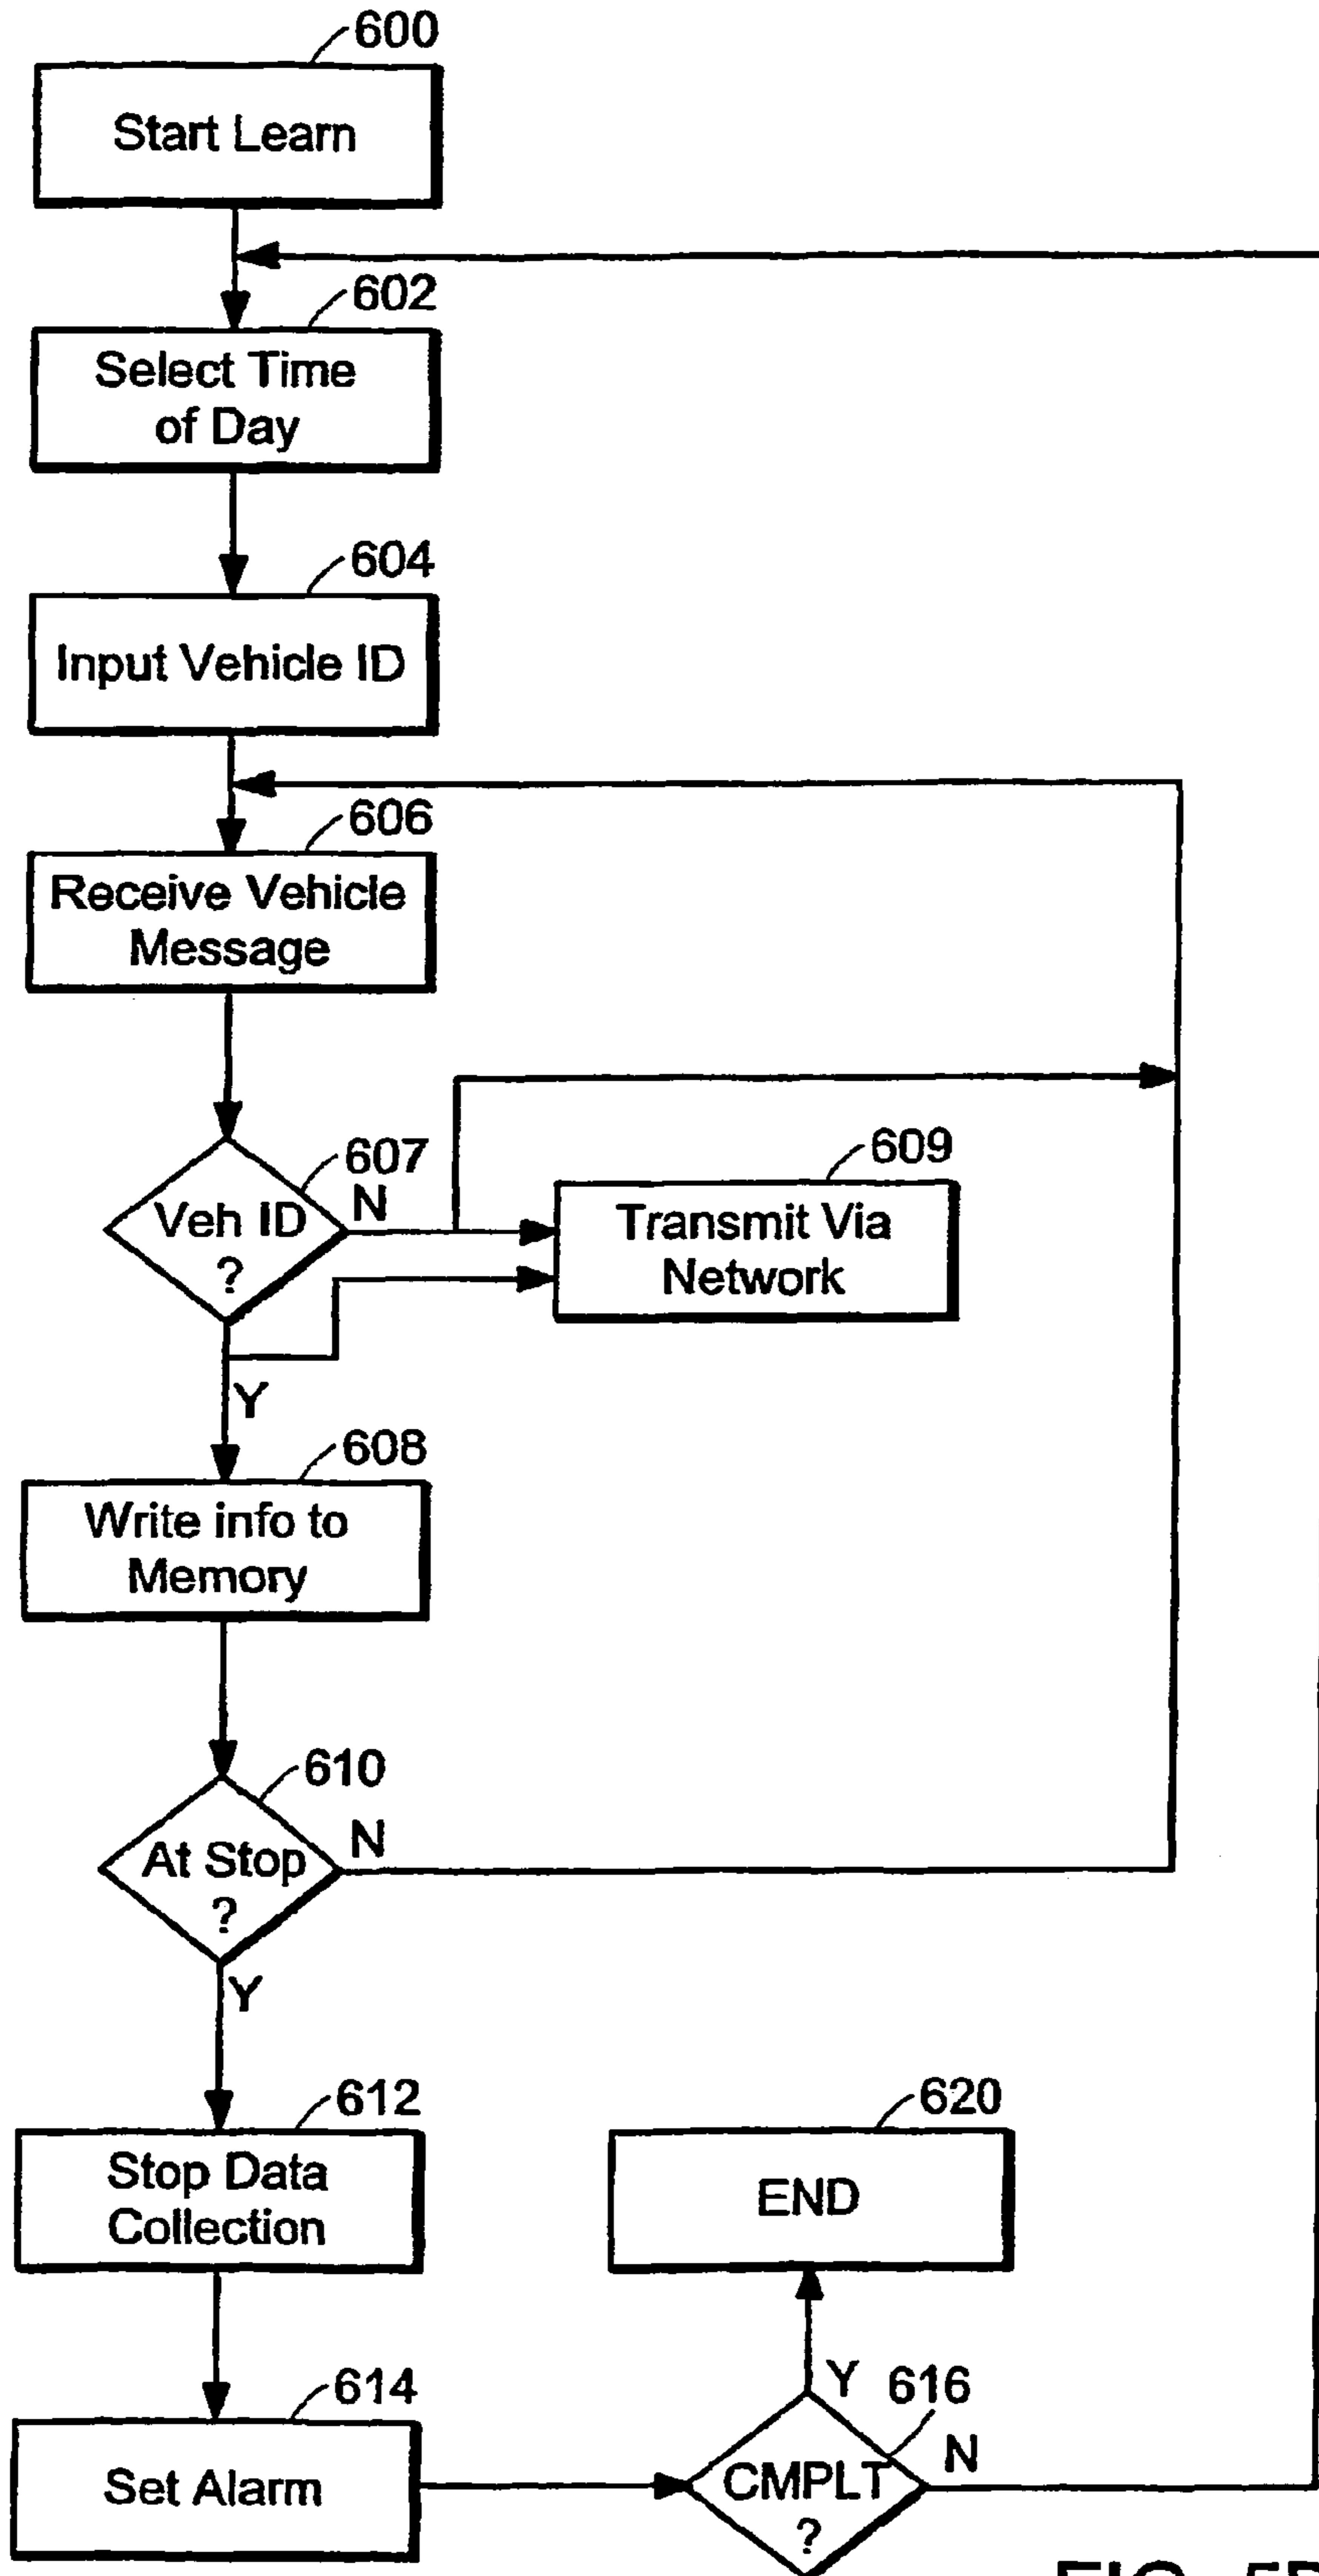 600
Start Learn
602
Select Time
of Day
604
Input Vehicle ID
606
Receive Vehicle
Message
607
Veh ID
?
N
Y
609
Transmit Via
Network
608
Write info to
Memory
610
At Stop
?
N
Y
612
Stop Data
Collection
620
END
614
Set Alarm
Y
616
CMPLT
?
N